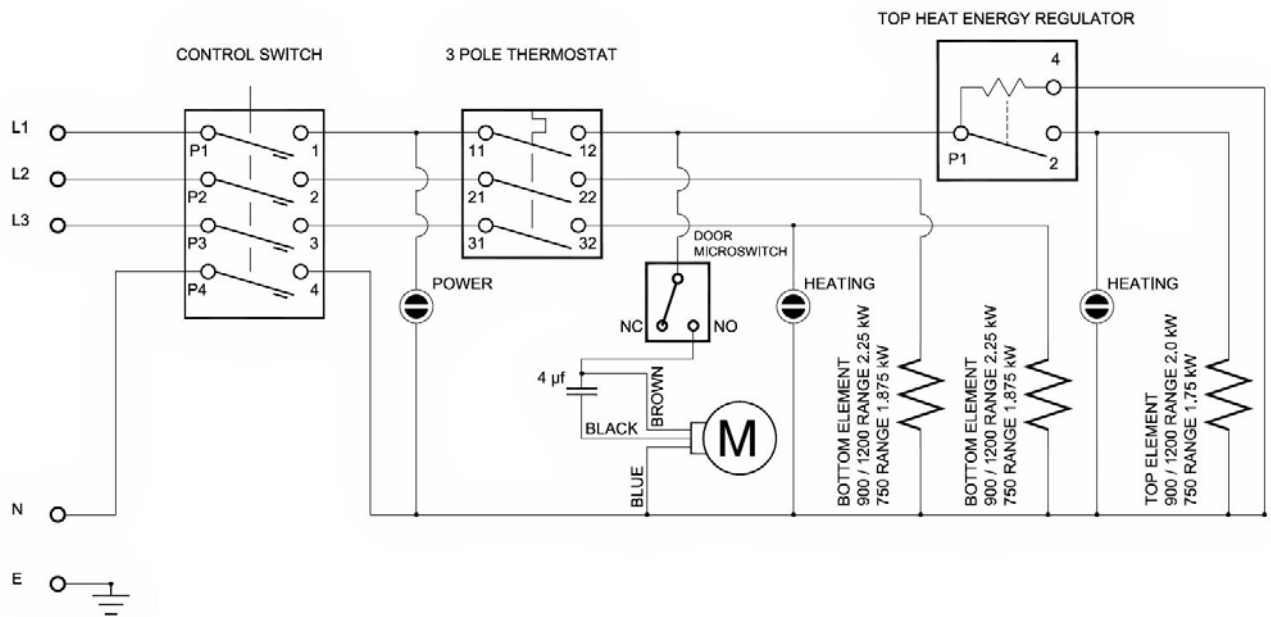 TOP HEAT ENERGY REGULATOR
CONTROL SWITCH
3 POLE THERMOSTAT
4
L1
P1
1
11
12
P1
2
L2
P2
2
21
22
L3
P3
3
31
32
DOOR
MICROSWITCH
P4
4
POWER
HEATING
HEATING
NC
NO
4 µf
BROWN
BLACK
M
BLUE
BOTTOM ELEMENT
900 / 1200 RANGE 2.25 kW
750 RANGE 1.875 kW
BOTTOM ELEMENT
900 / 1200 RANGE 2.25 kW
750 RANGE 1.875 kW
TOP ELEMENT
900 / 1200 RANGE 2.0 kW
750 RANGE 1.75 kW
N
E